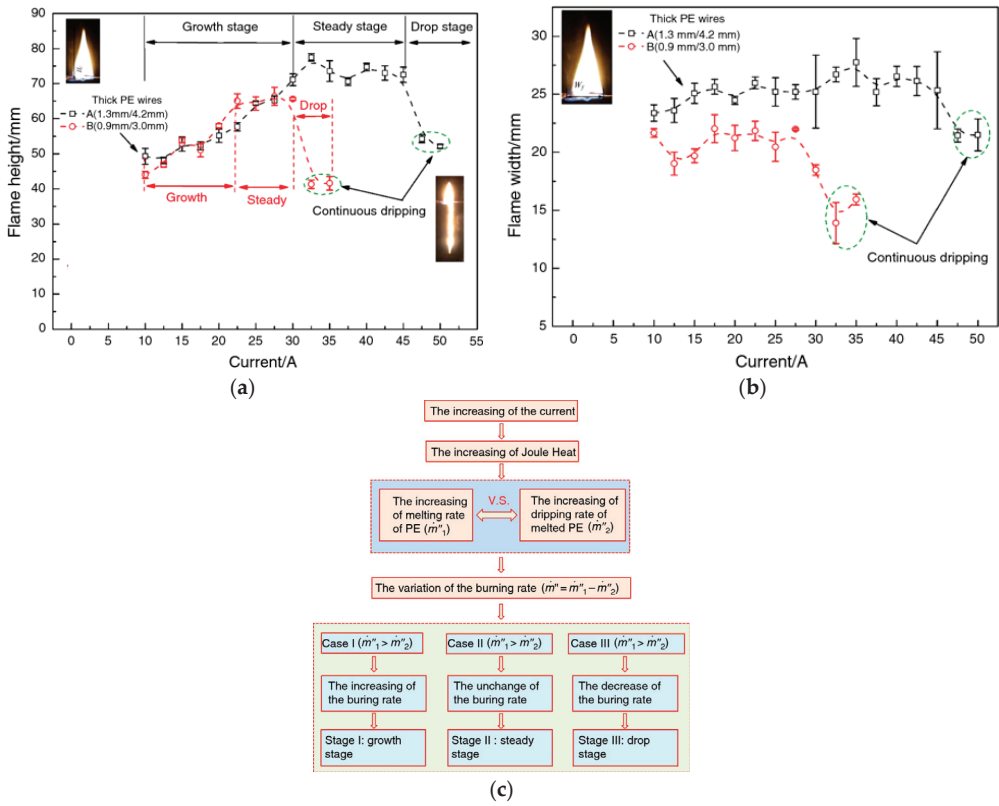 Growth stage
Steady stage
Drop stage
Thick PE wires
A(1.3mm/4.2mm)
B(0.9mm/3.0mm)
Drop
Growth
Steady
Continuous dripping
Flame height/mm
90
80
70
60
50
40
30
20
10
0
0 5 10 15 20 25 30 35 40 45 50 55
Current/A
(a)
Thick PE wires
A(1.3 mm/4.2 mm)
B(0.9 mm/3.0 mm)
W_f
Continuous dripping
Flame width/mm
30
25
20
15
10
5
0 5 10 15 20 25 30 35 40 45 50
Current/A
(b)
The increasing of the current
The increasing of Joule Heat
The increasing
of melting rate
of PE (ṁ″₁)
V.S.
The increasing of
dripping rate of
melted PE (ṁ″₂)
The variation of the burning rate (ṁ″ = ṁ″₁ − ṁ″₂)
Case I (ṁ″₁ > ṁ″₂)
Case II (ṁ″₁ > ṁ″₂)
Case III (ṁ″₁ > ṁ″₂)
The increasing of
the buring rate
The unchange of
the buring rate
The decrease of
the buring rate
Stage I: growth
stage
Stage II : steady
stage
Stage III: drop
stage
(c)